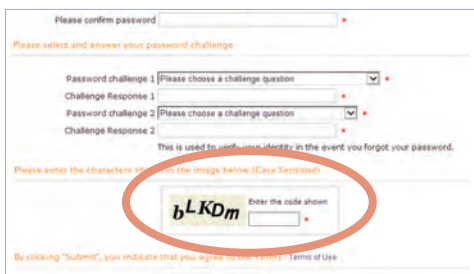 Please confirm password *
Please select and answer your password challenge
Password challenge 1 Please choose a challenge question *
Challenge Response 1 *
Password challenge 2 Please choose a challenge question *
Challenge Response 2 *
This is used to verify your identity in the event you forgot your password.
Please enter the characters shown in the image below (Case Sensitive)
bLKDm
Enter the code shown
*
By clicking "Submit", you indicate that you agree to the Terms - Terms of Use